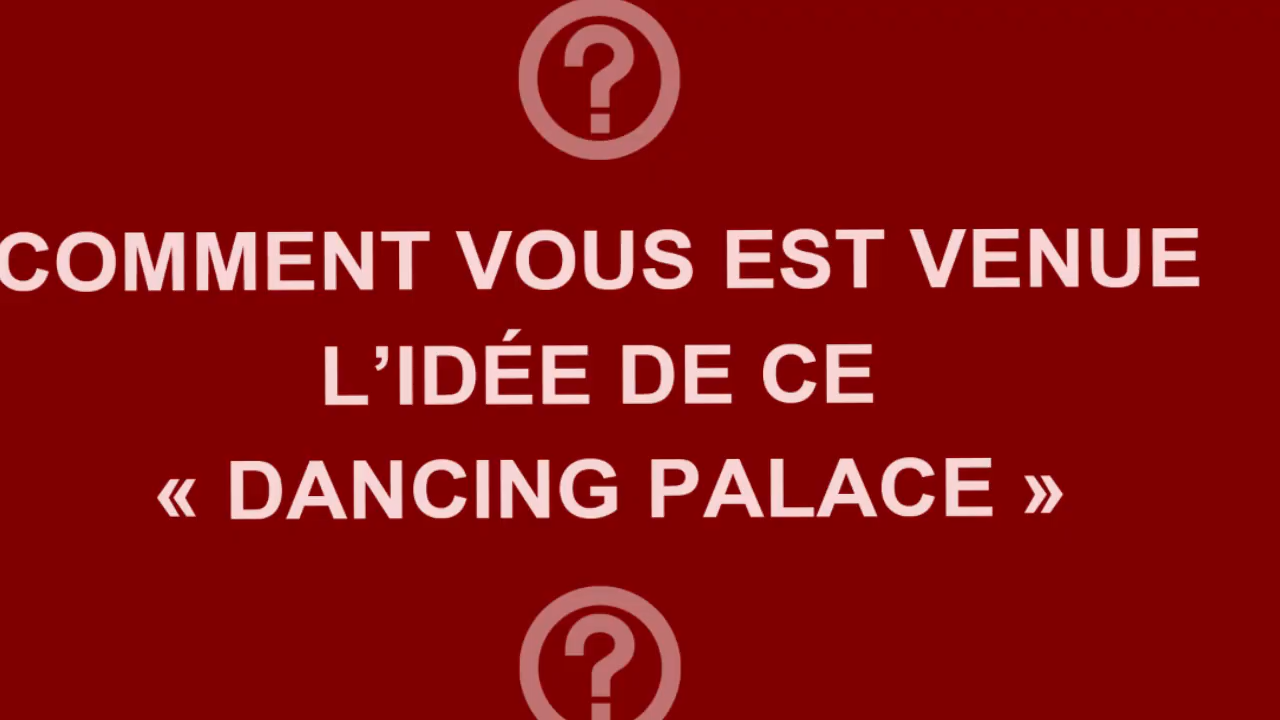 ?
COMMENT VOUS EST VENUE
L’IDÉE DE CE
« DANCING PALACE »
?